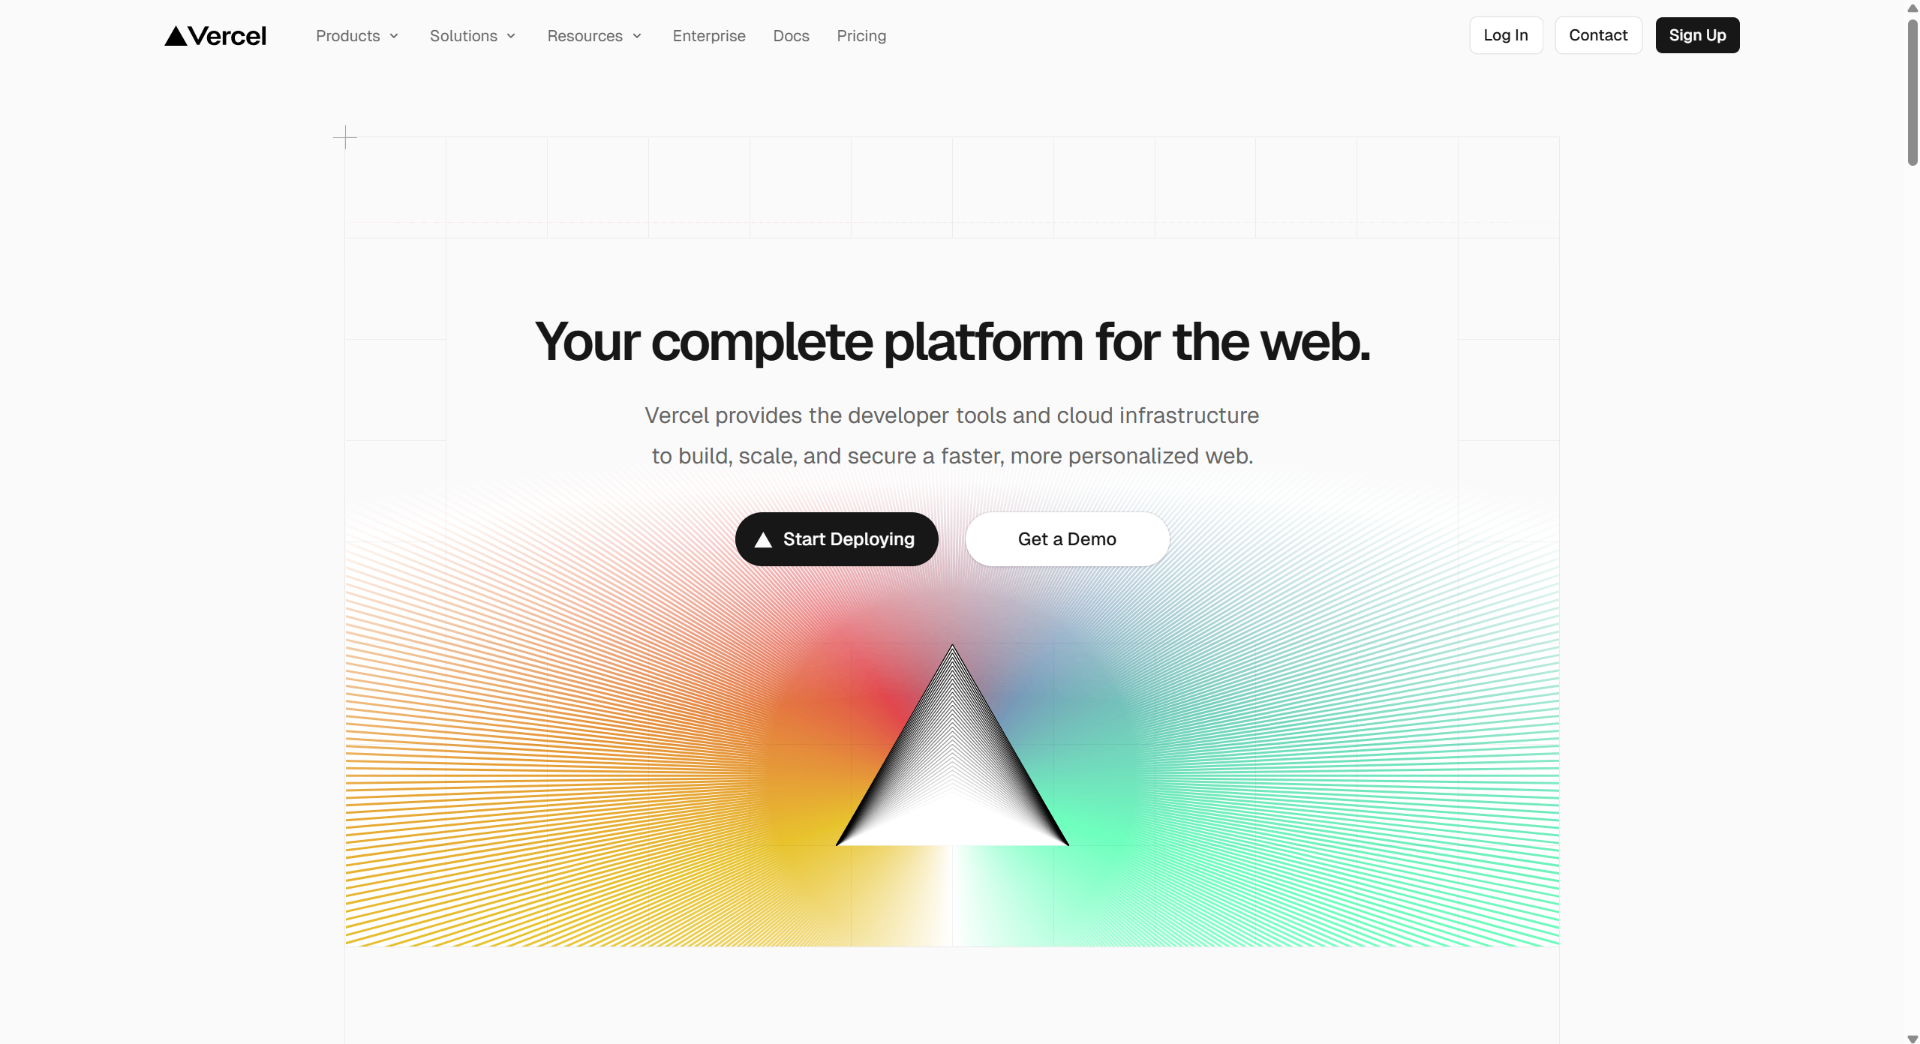 Vercel
Products
Solutions
Resources
Enterprise
Docs
Pricing
Log In
Contact
Sign Up
Your complete platform for the web.
Vercel provides the developer tools and cloud infrastructure
to build, scale, and secure a faster, more personalized web.
Start Deploying
Get a Demo